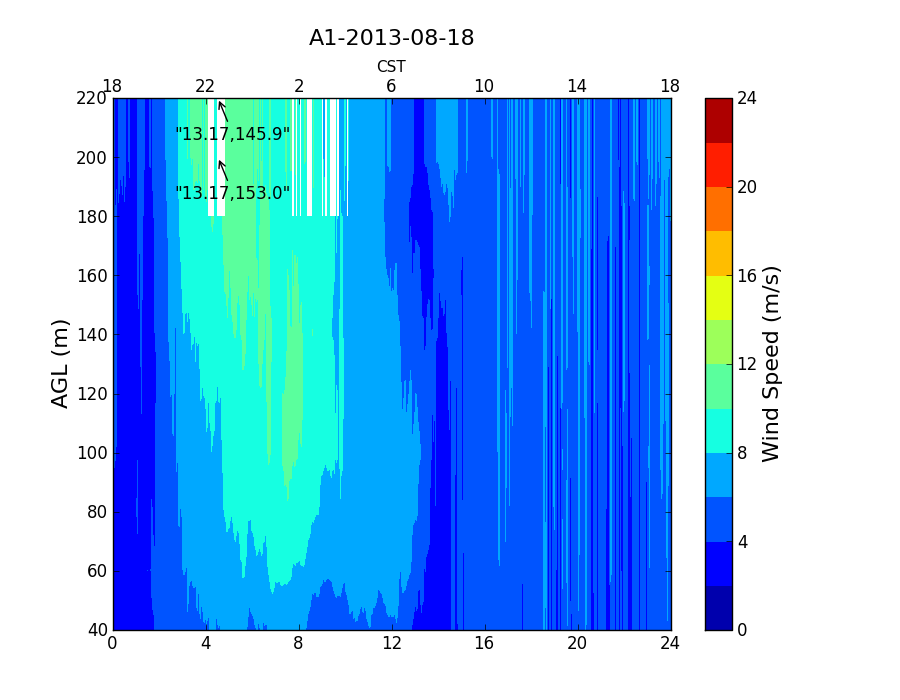 A1-2013-08-18
CST
18 22 2 6 10 14 18
220 24
"13.17,145.9"
200
20
"13.17,153.0"
180
160 16
140
120 12
100 8
80
60 4
40 0
0 4 8 12 16 20 24
AGL (m)
Wind Speed (m/s)